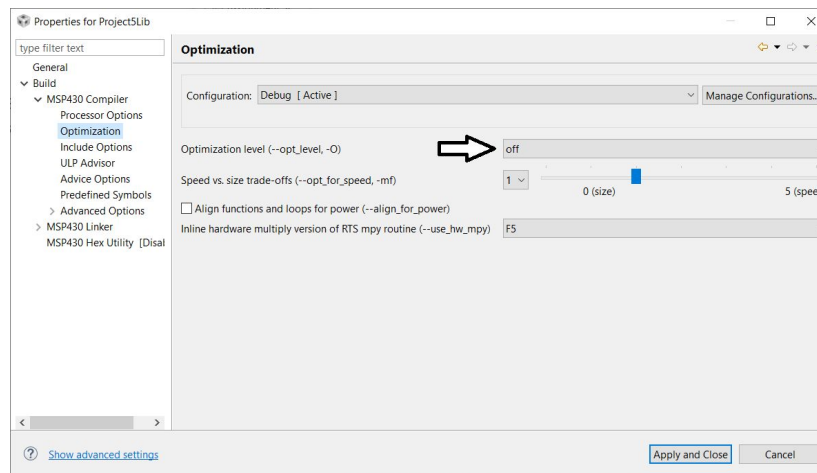 Properties for Project5Lib
type filter text
General
Build
MSP430 Compiler
Processor Options
Optimization
Include Options
ULP Advisor
Advice Options
Predefined Symbols
Advanced Options
MSP430 Linker
MSP430 Hex Utility [Disal
Optimization
Configuration: Debug [ Active ]
Manage Configurations..
Optimization level (--opt_level, -O) off
Speed vs. size trade-offs (--opt_for_speed, -mf) 1
0 (size) 5 (spee
Align functions and loops for power (--align_for_power)
Inline hardware multiply version of RTS mpy routine (--use_hw_mpy) F5
Show advanced settings
Apply and Close
Cancel